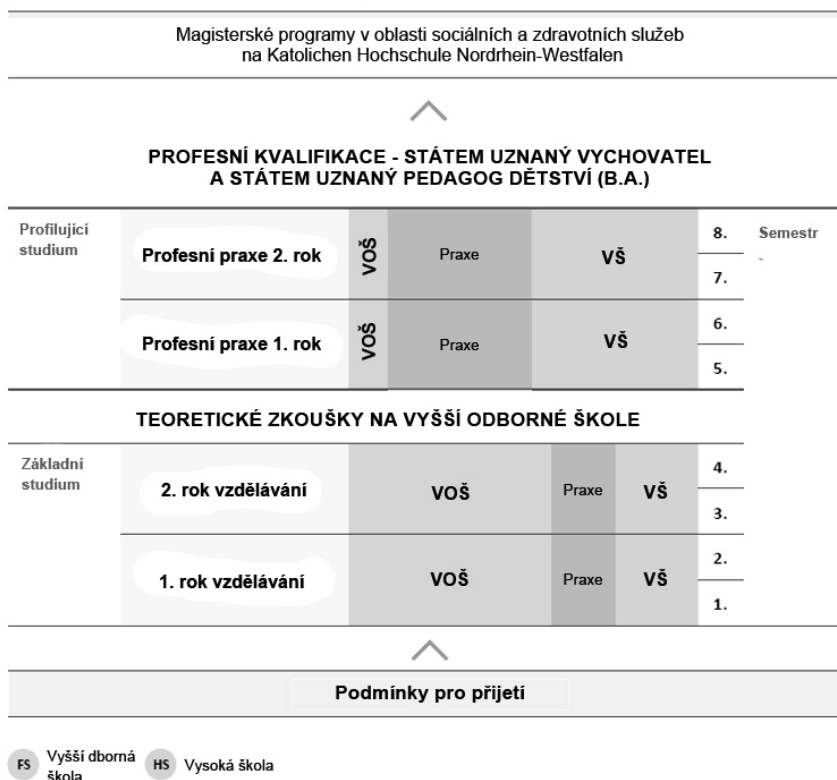 Magisterské programy v oblasti sociálních a zdravotních služeb
na Katolichen Hochschule Nordrhein-Westfalen
PROFESNÍ KVALIFIKACE - STÁTEM UZNANÝ VYCHOVATEL
A STÁTEM UZNANÝ PEDAGOG DĚTSTVÍ (B.A.)
Profilující
studium
Profesní praxe 2. rok
VOŠ
Praxe
VŠ
8.
7.
Semestr
Profesní praxe 1. rok
VOŠ
Praxe
VŠ
6.
5.
TEORETICKÉ ZKOUŠKY NA VYŠŠÍ ODBORNÉ ŠKOLE
Základní
studium
2. rok vzdělávání
VOŠ
Praxe
VŠ
4.
3.
1. rok vzdělávání
VOŠ
Praxe
VŠ
2.
1.
Podmínky pro přijetí
FS
Vyšší dborná
škola
HS
Vysoká škola